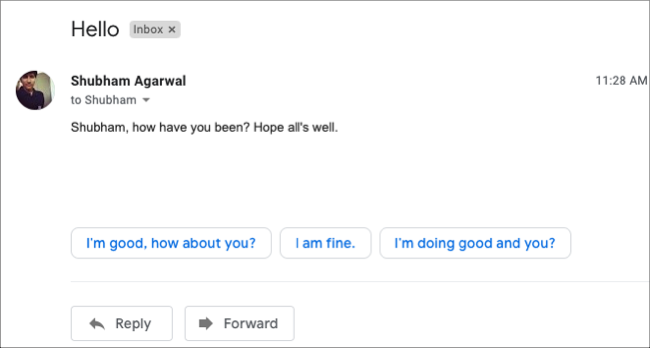 Hello Inbox ×
Shubham Agarwal 11:28 AM
to Shubham
Shubham, how have you been? Hope all's well.
I'm good, how about you? I am fine. I'm doing good and you?
Reply Forward